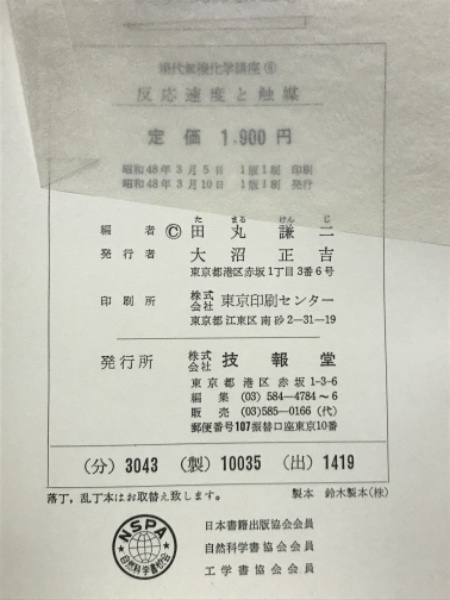 現代無機化学講座 ⑥
反応速度と触媒
定価 1,900円
昭和48年3月5日 1版1刷 印刷
昭和48年3月10日 1版1刷 発行
た まる けん じ
編者 © 田丸謙二
発行者 大沼正吉
東京都港区赤坂1丁目3番6号
印刷所 株式会社 東京印刷センター
東京都江東区南砂2-31-19
発行所 株式会社 技報堂
東京都港区赤坂1-3-6
編集 (03) 584-4784~6
販売 (03)585-0166 (代)
郵便番号107振替口座東京10番
(分) 3043 (製) 10035 (出) 1419
落丁,乱丁本はお取替え致します。 製本 鈴木製本(株)
NSPA
自然科学書協会
日本書籍出版協会会員
自然科学書協会会員
工学書協会会員